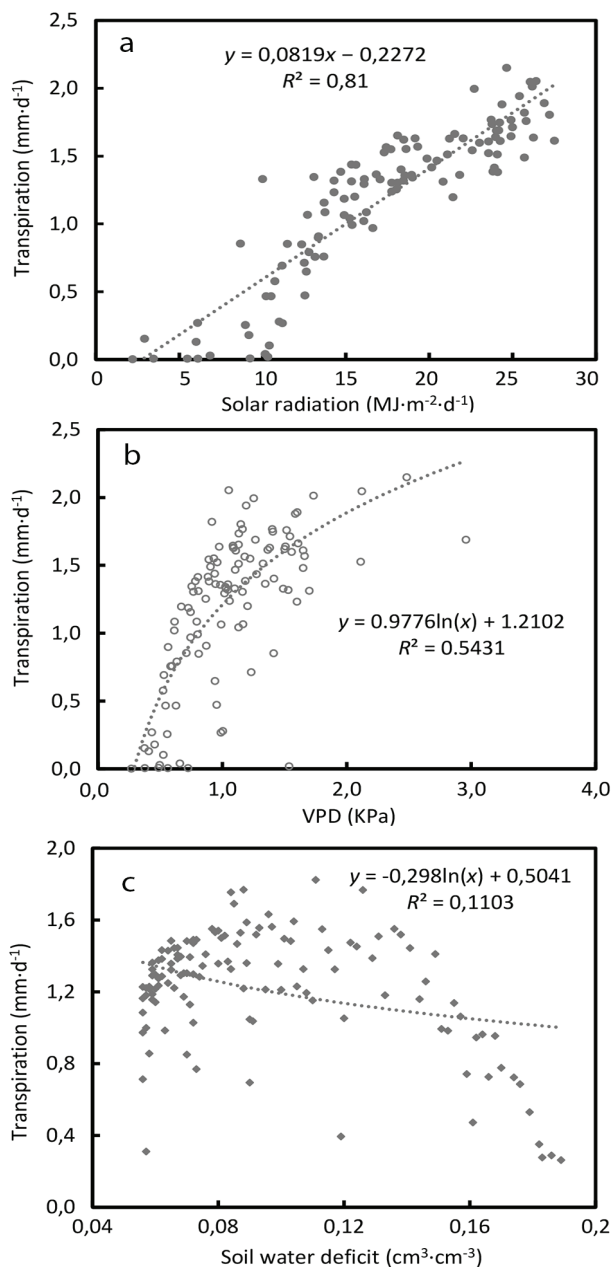 a
y = 0,0819x − 0,2272
R² = 0,81
Transpiration (mm·d⁻¹)
2,5
2,0
1,5
1,0
0,5
0,0
0 5 10 15 20 25 30
Solar radiation (MJ·m⁻²·d⁻¹)
b
Transpiration (mm·d⁻¹)
2,5
2,0
1,5
1,0
0,5
0,0
y = 0.9776ln(x) + 1.2102
R² = 0.5431
0,0 1,0 2,0 3,0 4,0
VPD (KPa)
c
y = -0,298ln(x) + 0,5041
R² = 0,1103
Transpiration (mm·d⁻¹)
2,0
1,6
1,2
0,8
0,4
0,0
0,04 0,08 0,12 0,16 0,2
Soil water deficit (cm³·cm⁻³)